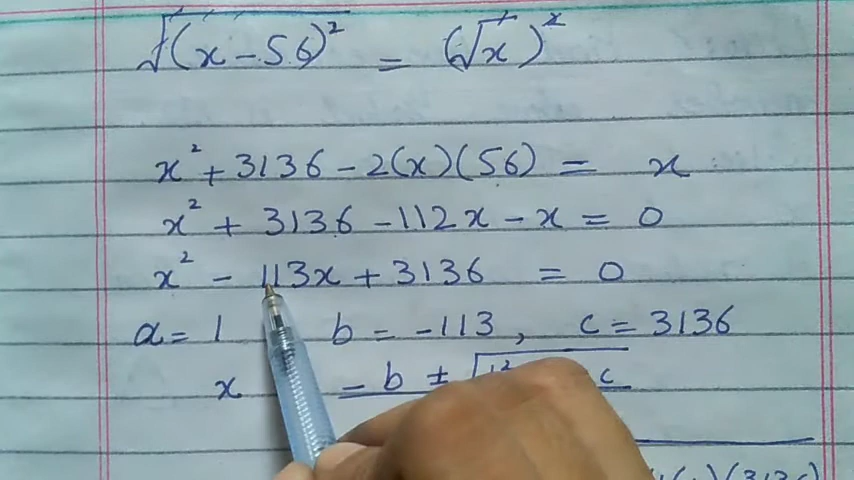 √(x - 56)² = (√x)²
x² + 3136 - 2(x)(56) = x
x² + 3136 - 112x - x = 0
x² - 113x + 3136 = 0
a = 1 b = -113, c = 3136
x - b ± √ c